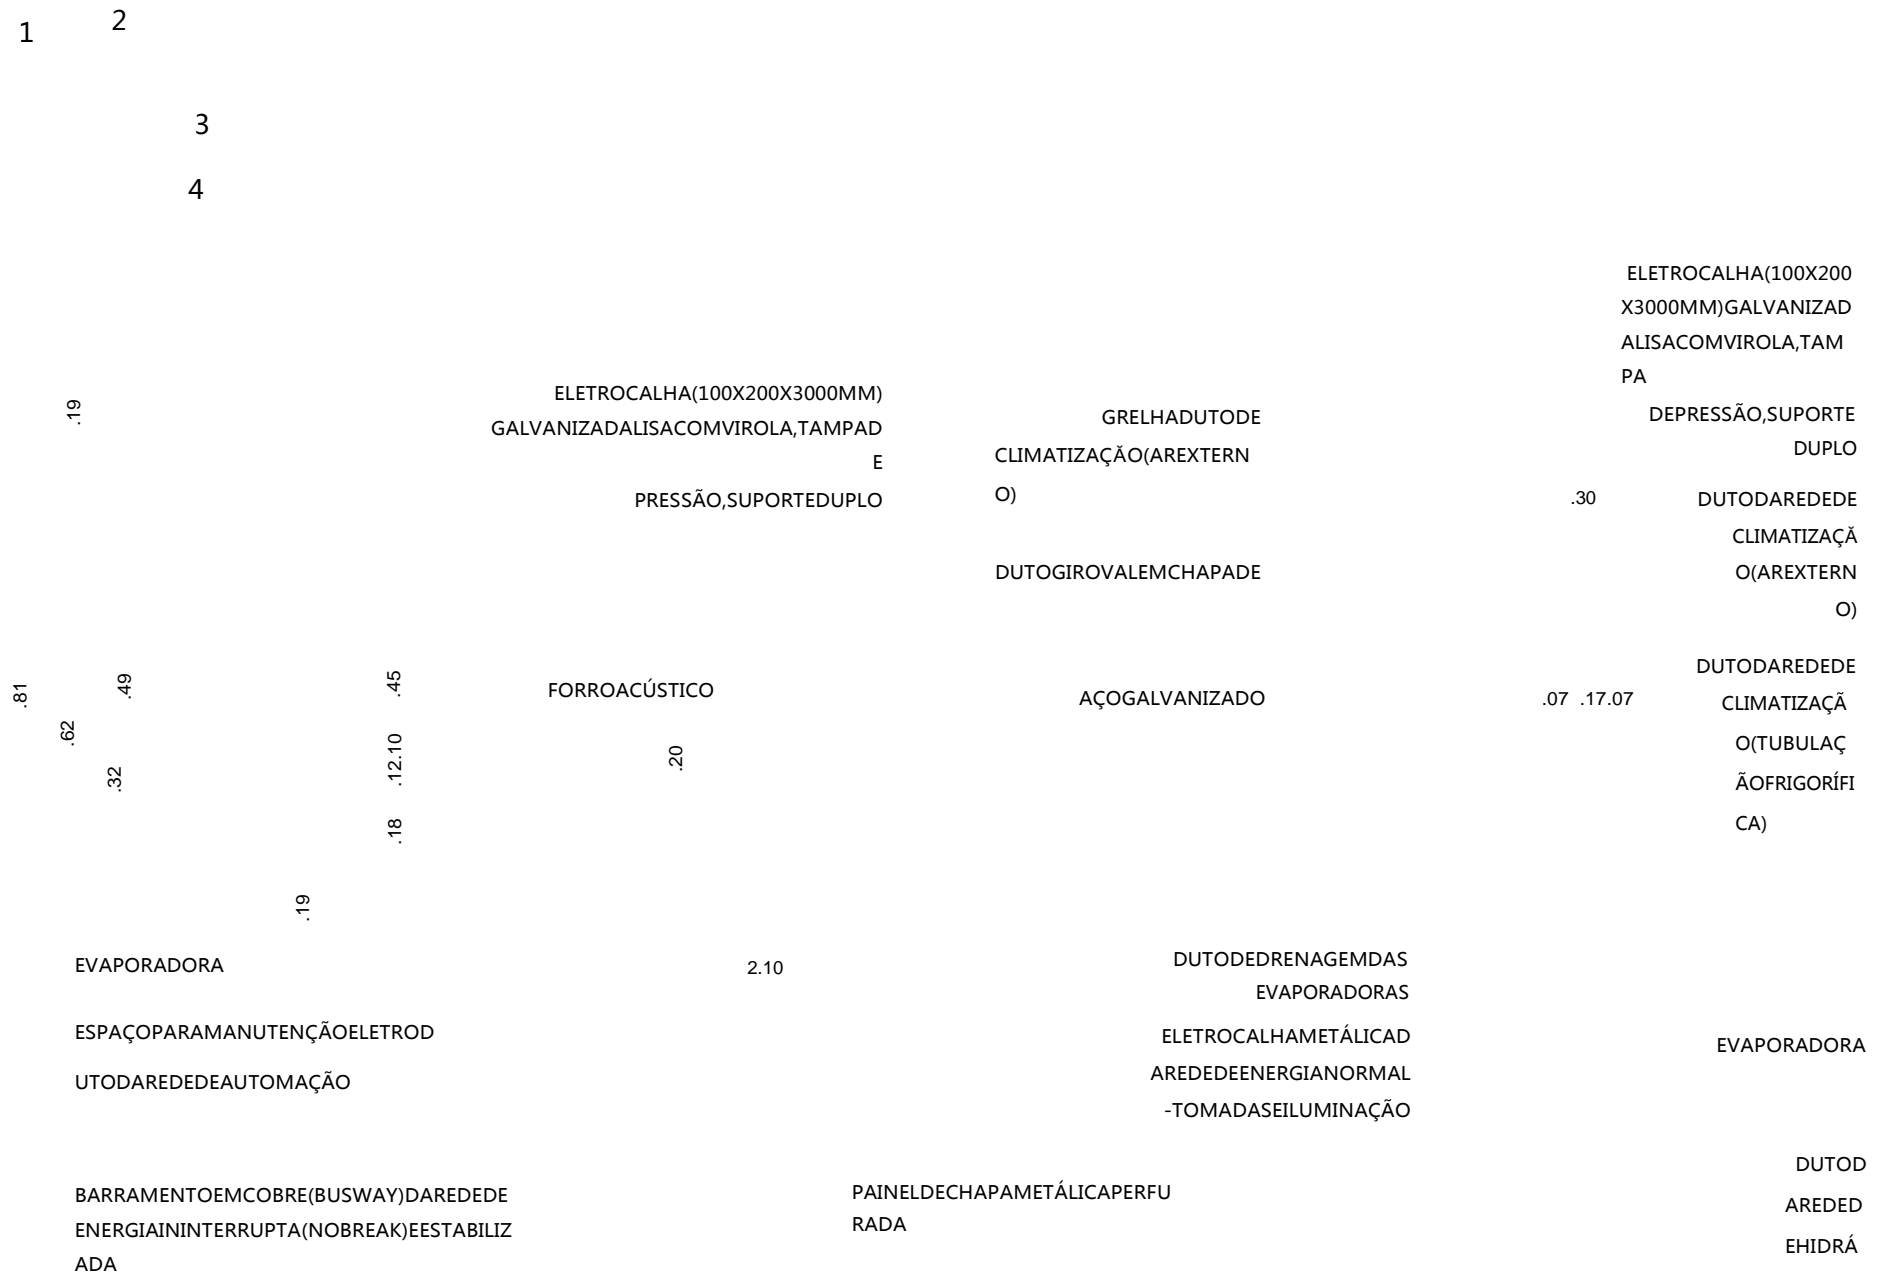 1
2
3
4
ELETROCALHA(100X200
X3000MM)GALVANIZAD
ALISACOMVIROLA,TAM
PA
DEPRESSÃO,SUPORTE
DUPLO
.19
ELETROCALHA(100X200X3000MM)
GALVANIZADALISACOMVIROLA,TAMPAD
E
PRESSÃO,SUPORTEDUPLO
GRELHADUTODE
CLIMATIZAÇÃO(AREXTERN
O)
.30
DUTODAREDEDE
CLIMATIZAÇÃ
O(AREXTERN
O)
DUTOGIROVALEMCHAPADE
AÇOGALVANIZADO
.81
.62
.49
.32
.45
.12.10
.18
FORROACÚSTICO
.20
.07 .17.07
DUTODAREDEDE
CLIMATIZAÇÃ
O(TUBULAÇ
ÃOFRIGORÍFI
CA)
.19
EVAPORADORA
2.10
DUTODEDRENAGEMDAS
EVAPORADORAS
ESPAÇOPARAMANUTENÇÃOELETROD
UTODAREDEDEAUTOMAÇÃO
ELETROCALHAMETÁLICAD
AREDEDEENERGIANORMAL
-TOMADASEILUMINAÇÃO
EVAPORADORA
BARRAMENTOEMCOBRE(BUSWAY)DAREDEDE
ENERGIAININTERRUPTA(NOBREAK)EESTABILIZ
ADA
PAINELDECHAPAMETÁLICAPERFU
RADA
DUTOD
AREDED
EHIDRÁ